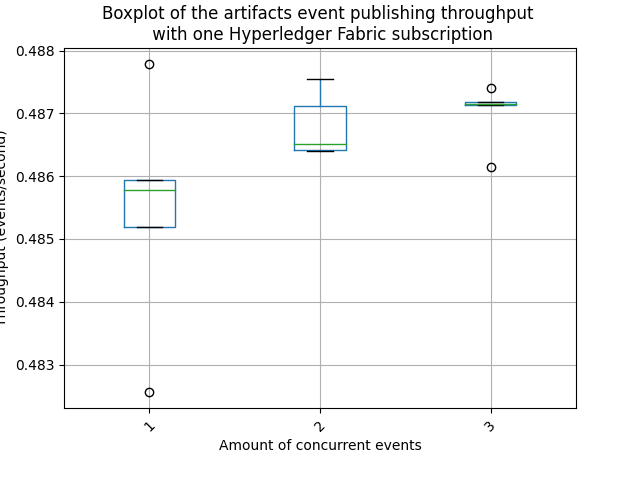 Boxplot of the artifacts event publishing throughput
with one Hyperledger Fabric subscription
0.488
0.487
0.486
0.485
0.484
0.483
Throughput (events/second)
1
2
3
Amount of concurrent events